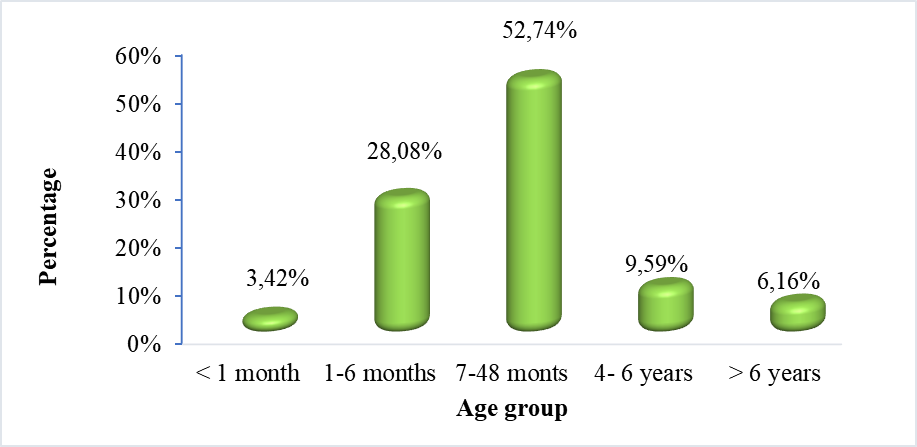 52,74%
60%
50%
40%
30%
20%
10%
0%
28,08%
3,42%
9,59%
6,16%
Percentage
< 1 month
1-6 months
7-48 monts
4- 6 years
> 6 years
Age group